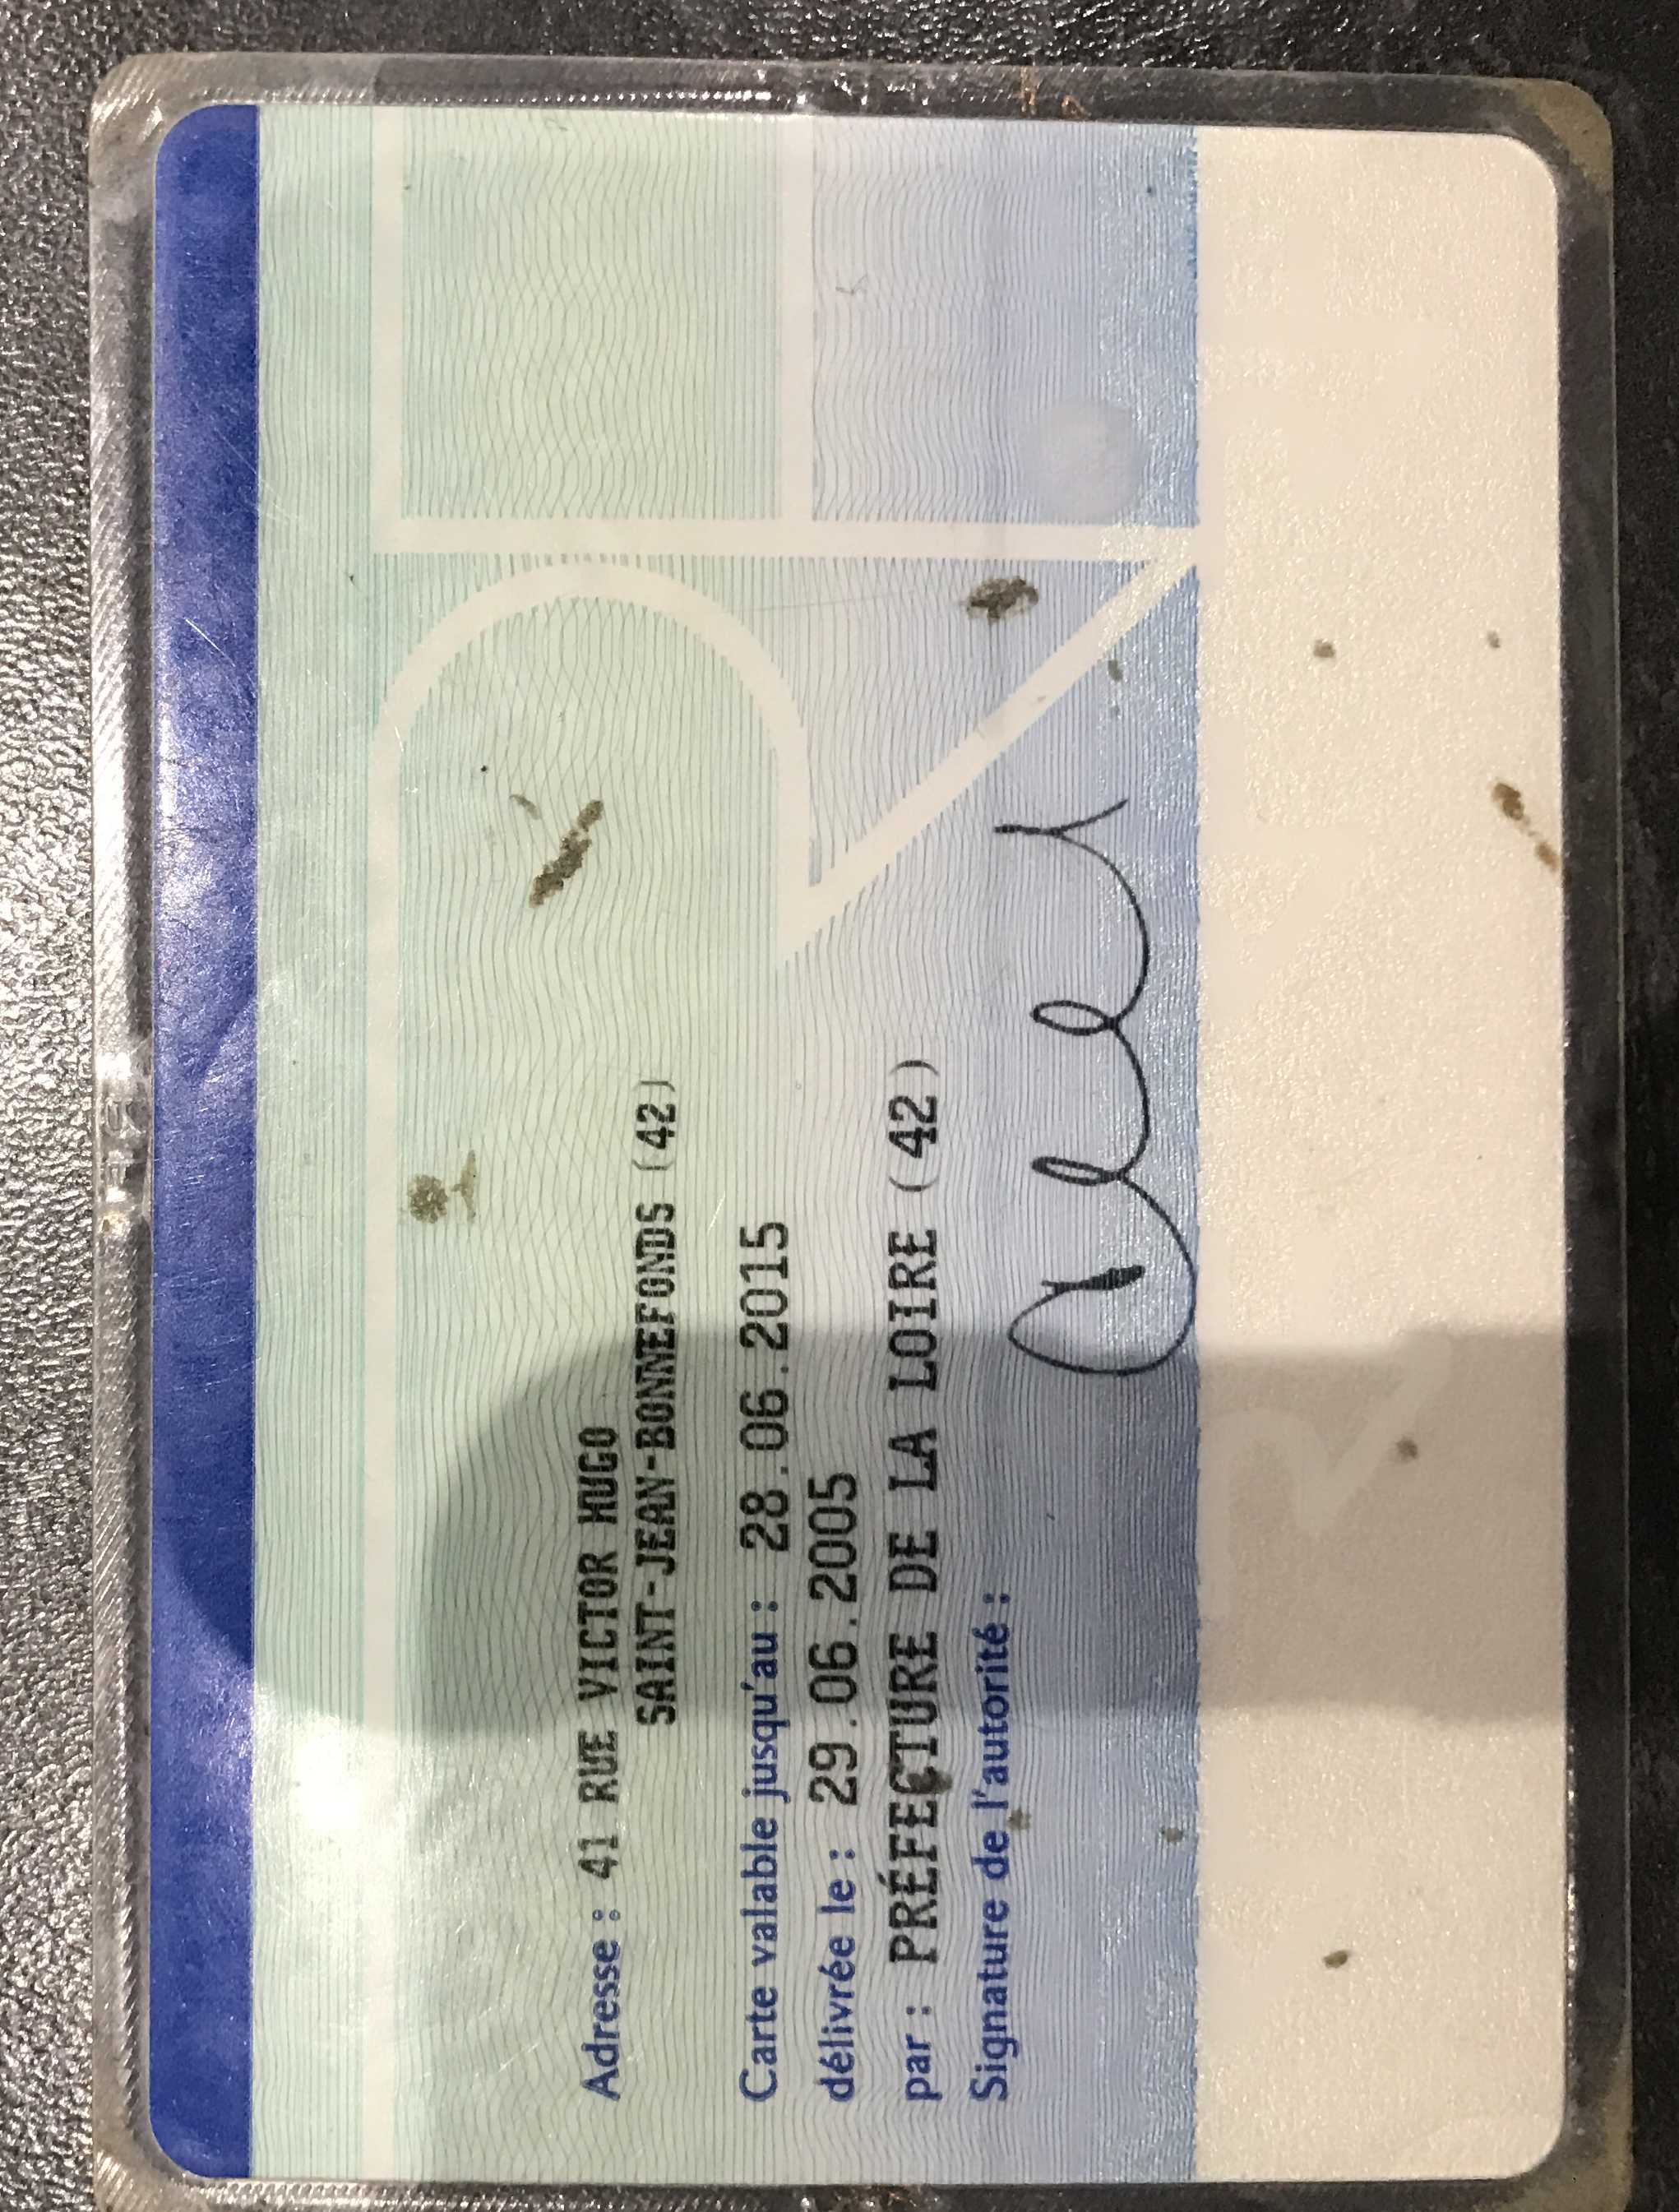 Adresse : 41 RUE VICTOR HUGO
SAINT-JEAN-BONNEFONDS (42)
Carte valable jusqu'au : 28.06.2015
délivrée le : 29.06.2005
par : PRÉFECTURE DE LA LOIRE (42)
Signature de l'autorité :